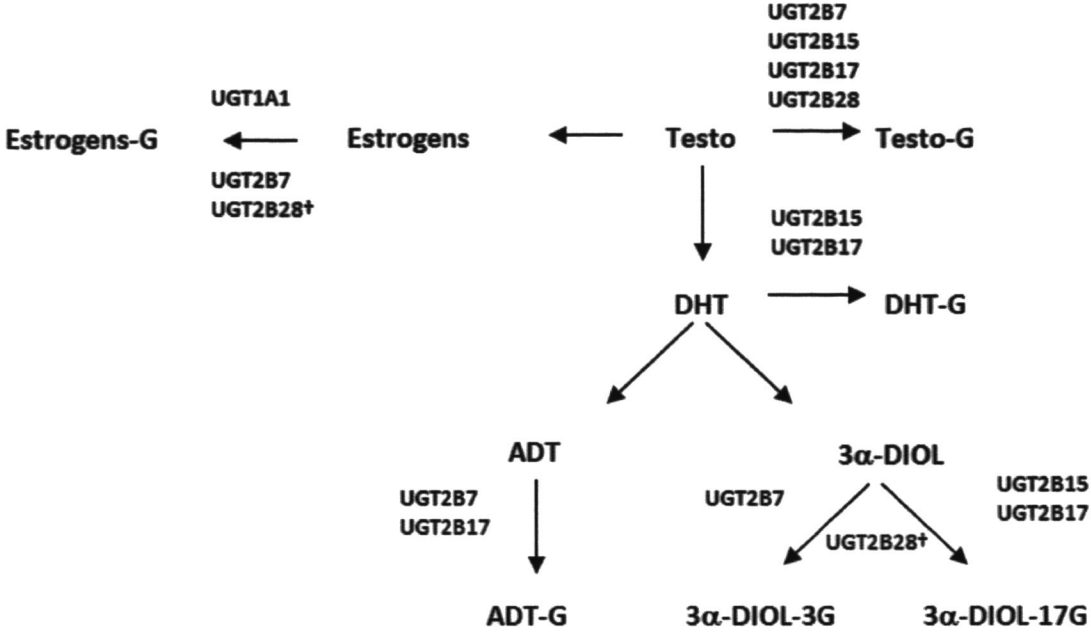 UGT2B7
UGT2B15
UGT2B17
UGT2B28
UGT1A1
Estrogens-G
Estrogens
Testo
Testo-G
UGT2B7
UGT2B28†
UGT2B15
UGT2B17
DHT
DHT-G
ADT
3α-DIOL
UGT2B7
UGT2B17
UGT2B7
UGT2B15
UGT2B17
UGT2B28†
ADT-G
3α-DIOL-3G
3α-DIOL-17G